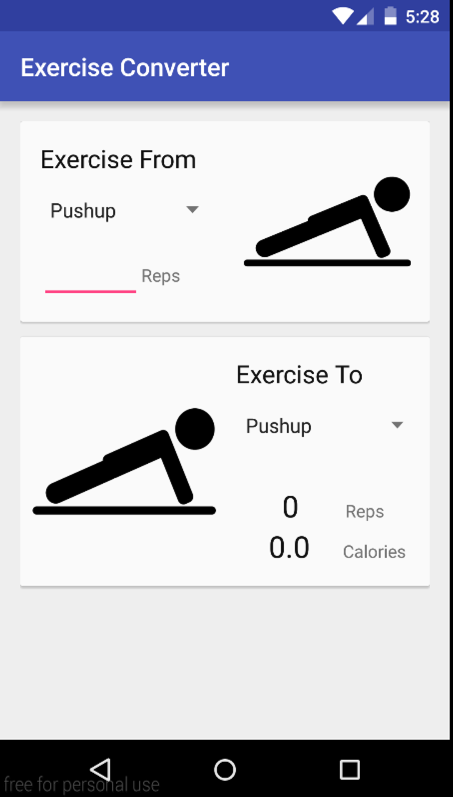 5:28
Exercise Converter
Exercise From
Pushup
Reps
Exercise To
Pushup
0 Reps
0.0 Calories
free for personal use